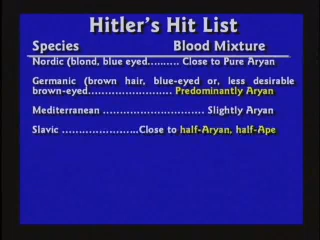 Hitler's Hit List
Species Blood Mixture
Nordic (blond, blue eyed.......... Close to Pure Aryan
Germanic (brown hair, blue-eyed or, less desirable
brown-eyed......................... Predominantly Aryan
Mediterranean .............................. Slightly Aryan
Slavic .......................Close to half-Aryan, half-Ape